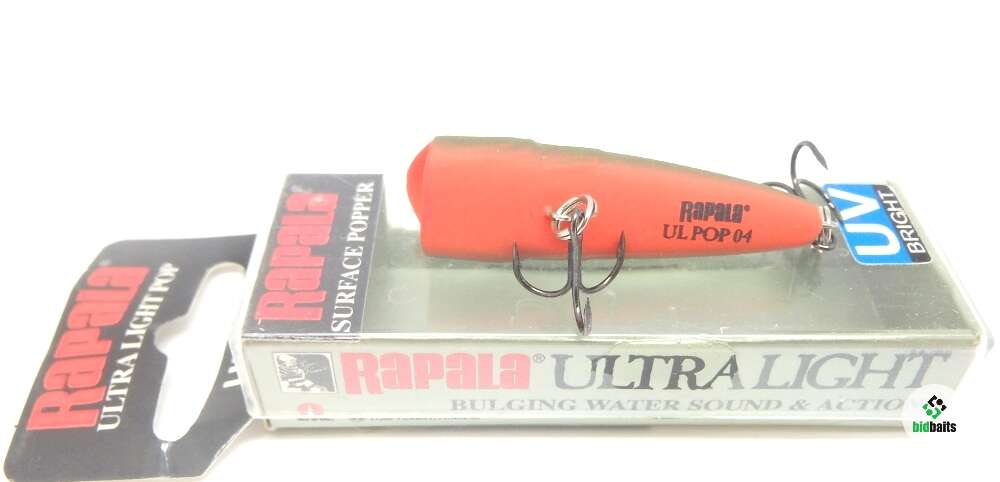 RAPALA
ULTRA LIGHT POP
RAPALA
SURFACE POPPER
RAPALA®
UL POP 04
UV
BRIGHT
RAPALA® ULTRA LIGHT
BULGING WATER SOUND & ACTION
bidbaits